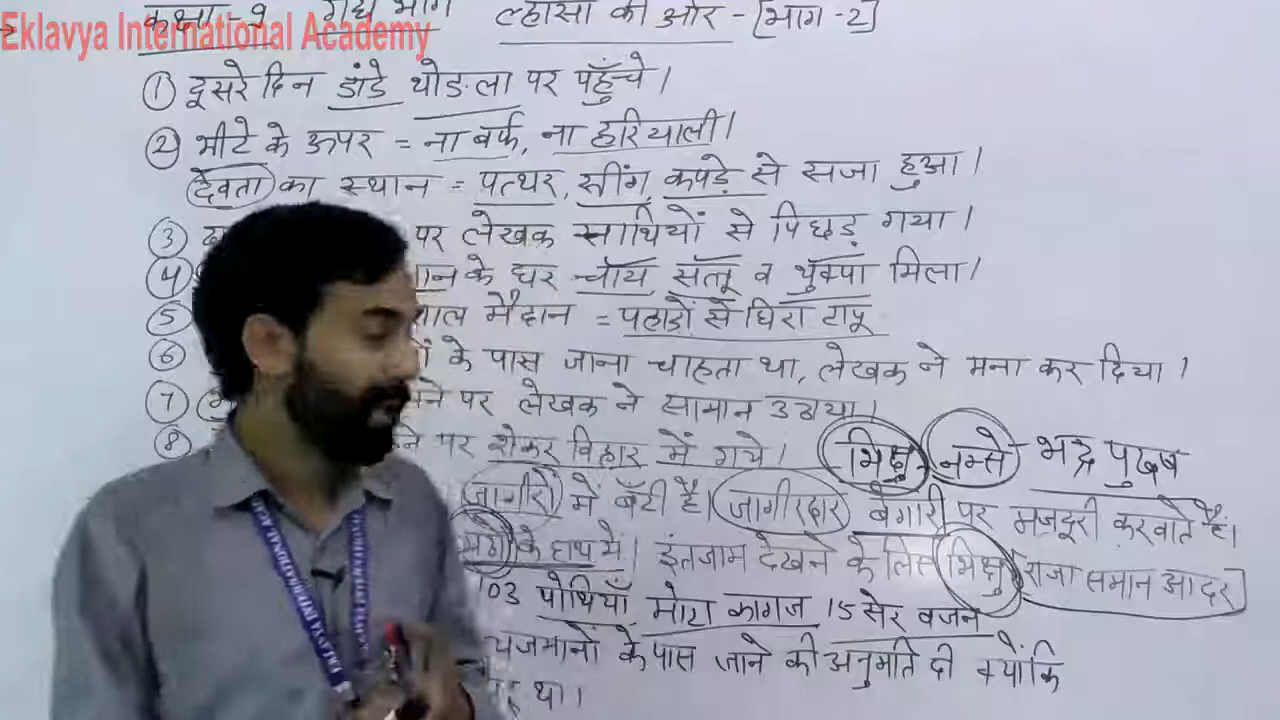 कक्षा - 9 गद्य भाग ल्हासा की ओर - [भाग -2]
Eklavya International Academy
① दूसरे दिन डांडे थोङ्ला पर पहुँचे।
② भीटे के ऊपर = ना बर्फ, ना हरियाली।
देवता का स्थान = पत्थर, सींग, कपड़े से सजा हुआ।
③ पर लेखक साथियों से पिछड़ गया।
④ के घर चाय, सत्तू व थुक्पा मिला।
⑤ मैदान = पहाड़ों से घिरा टापू
⑥ के पास जाना चाहता था, लेखक ने मना कर दिया।
⑦ पर लेखक ने सामान उठाया।
⑧ पर शेकर विहार में गये। भिक्षु नम्से भद्र पुरुष
जागीरों में बँटी है। जागीरदार बेगारी पर मजदूरी करवाते है।
के हाथ में। इंतजाम देखने के लिए भिक्षु राजा समान आदर
103 पोथियाँ मोटा कागज 15 सेर वजन
यजमानों के पास जाने की अनुमति दी क्योंकि
था।